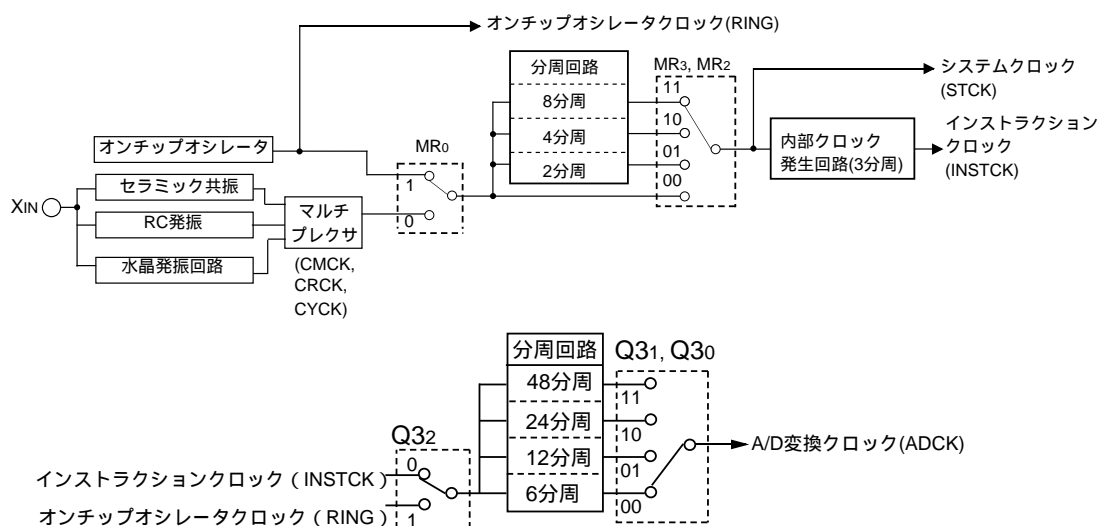 オンチップオシレータクロック(RING)
分周回路
MR3, MR2
システムクロック
(STCK)
8分周
11
4分周
10
インストラクション
クロック
(INSTCK)
オンチップオシレータ
MR0
2分周
01
内部クロック
発生回路(3分周)
1
00
セラミック共振
XIN
RC発振
マルチ
プレクサ
0
水晶発振回路
(CMCK,
CRCK,
CYCK)
分周回路
Q31, Q30
48分周
11
24分周
10
Q32
12分周
01
A/D変換クロック(ADCK)
インストラクションクロック(INSTCK)
0
6分周
00
オンチップオシレータクロック(RING)
1